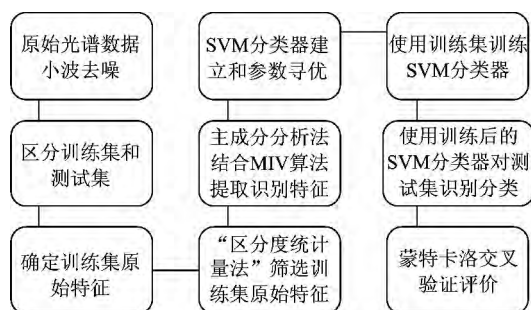 原始光谱数据
小波去噪
区分训练集和
测试集
确定训练集原
始特征
“区分度统计
量法”筛选训
练集原始特征
主成分分析法
结合MIV算法
提取识别特征
SVM分类器建
立和参数寻优
使用训练集训练
SVM分类器
使用训练后的
SVM分类器对测
试集识别分类
蒙特卡洛交叉
验证评价